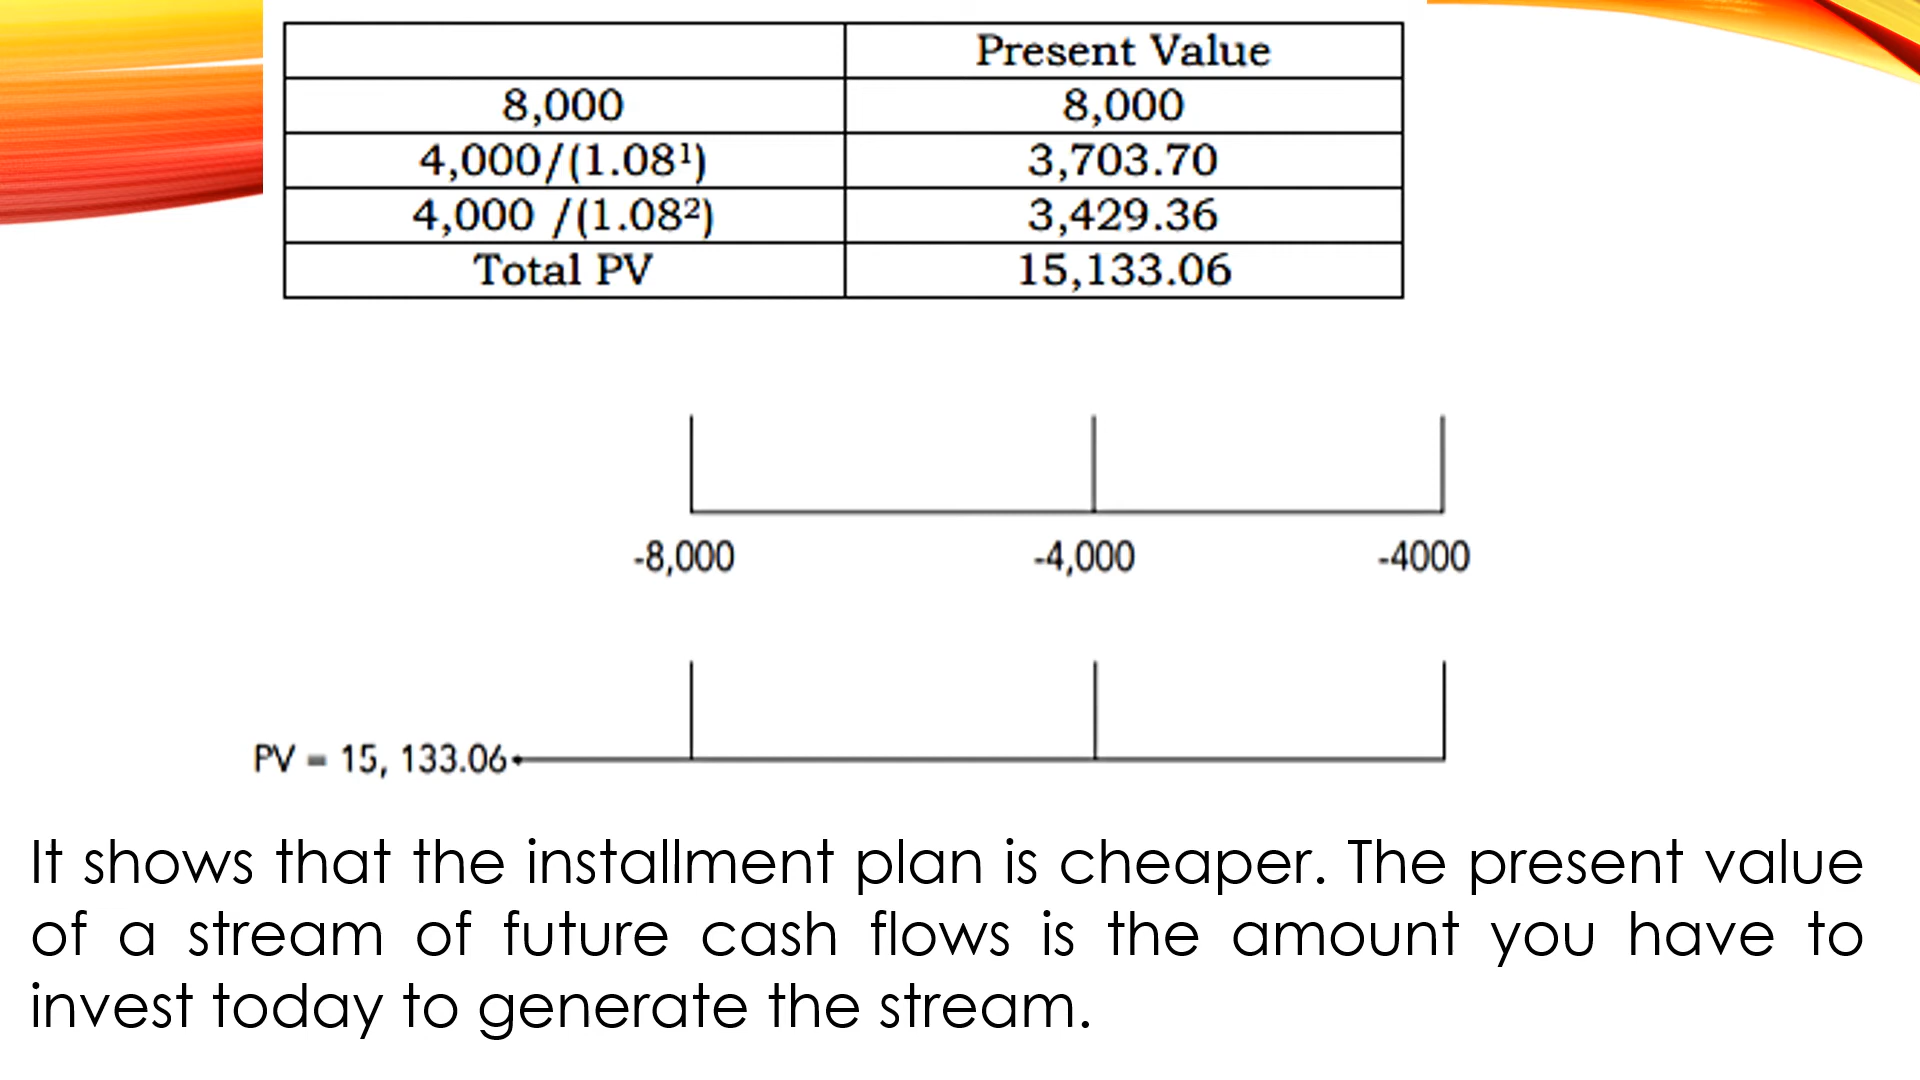 Present Value
8,000 8,000
4,000/(1.08¹) 3,703.70
4,000 /(1.08²) 3,429.36
Total PV 15,133.06
-8,000 -4,000 -4000
PV = 15, 133.06
It shows that the installment plan is cheaper. The present value
of a stream of future cash flows is the amount you have to
invest today to generate the stream.